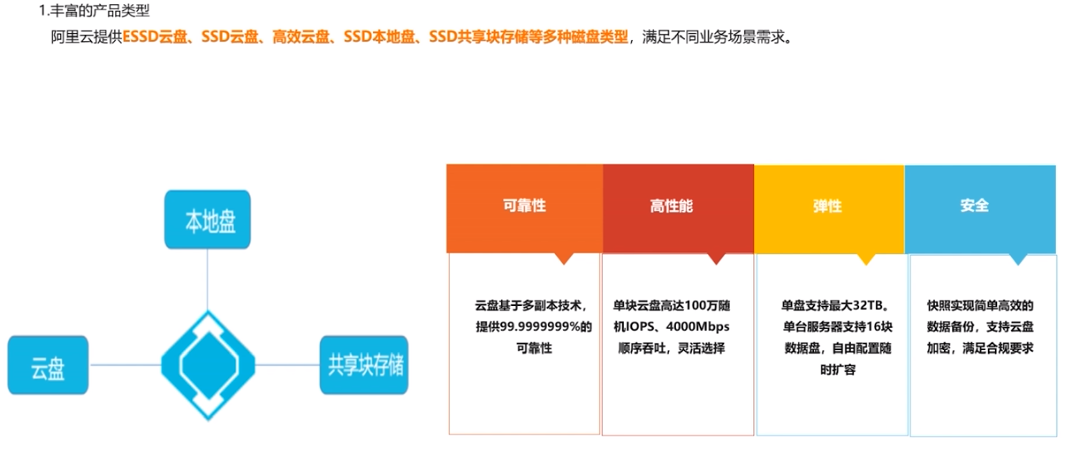 1.丰富的产品类型
阿里云提供ESSD云盘、SSD云盘、高效云盘、SSD本地盘、SSD共享块存储等多种磁盘类型，满足不同业务场景需求。
本地盘
云盘
共享块存储
可靠性
云盘基于多副本技术，
提供99.9999999%的
可靠性
高性能
单块云盘高达100万随
机IOPS、4000Mbps
顺序吞吐，灵活选择
弹性
单盘支持最大32TB。
单台服务器支持16块
数据盘，自由配置随
时扩容
安全
快照实现简单高效的
数据备份，支持云盘
加密，满足合规要求